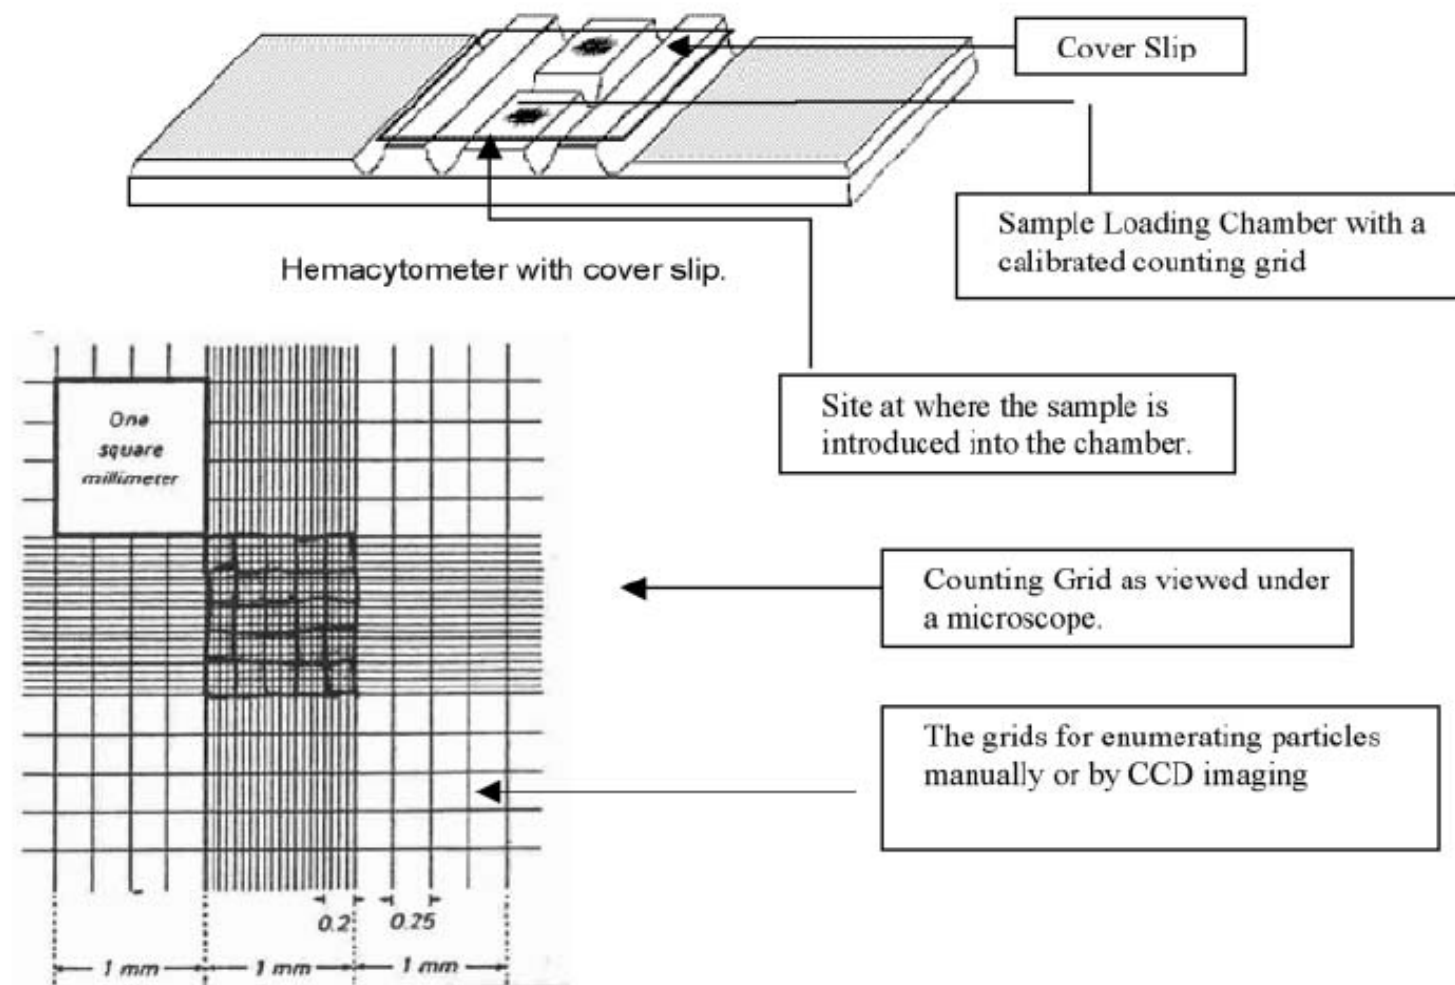 Cover Slip
Sample Loading Chamber with a
calibrated counting grid
Hemacytometer with cover slip.
Site at where the sample is
introduced into the chamber.
One
square
millimeter
Counting Grid as viewed under
a microscope.
The grids for enumerating particles
manually or by CCD imaging
0.2 0.25
1 mm 1 mm 1 mm